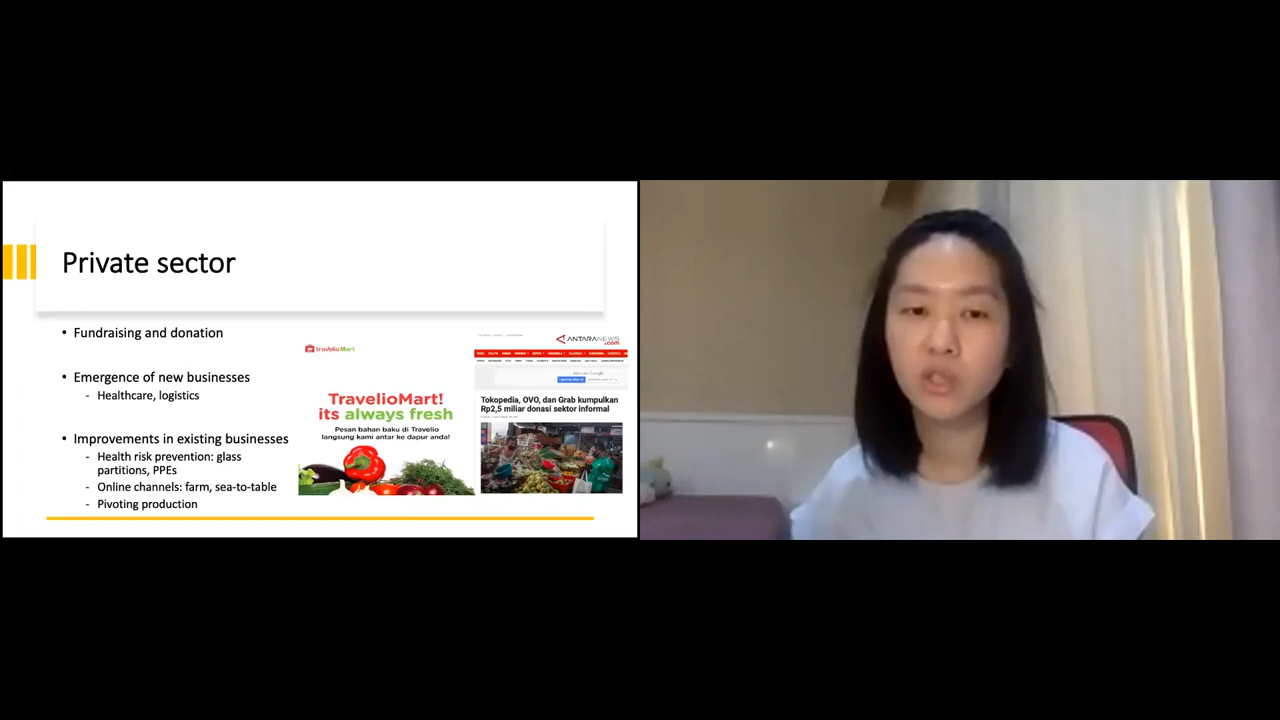 Private sector
• Fundraising and donation
• Emergence of new businesses
- Healthcare, logistics
• Improvements in existing businesses
- Health risk prevention: glass
partitions, PPEs
- Online channels: farm, sea-to-table
- Pivoting production
travelioMart
TravelioMart!
its always fresh
Pesan bahan baku di Travelio
langsung kami antar ke dapur anda!
ANTARANEWS
.com
Tokopedia, OVO, dan Grab kumpulkan
Rp2,5 miliar donasi sektor informal